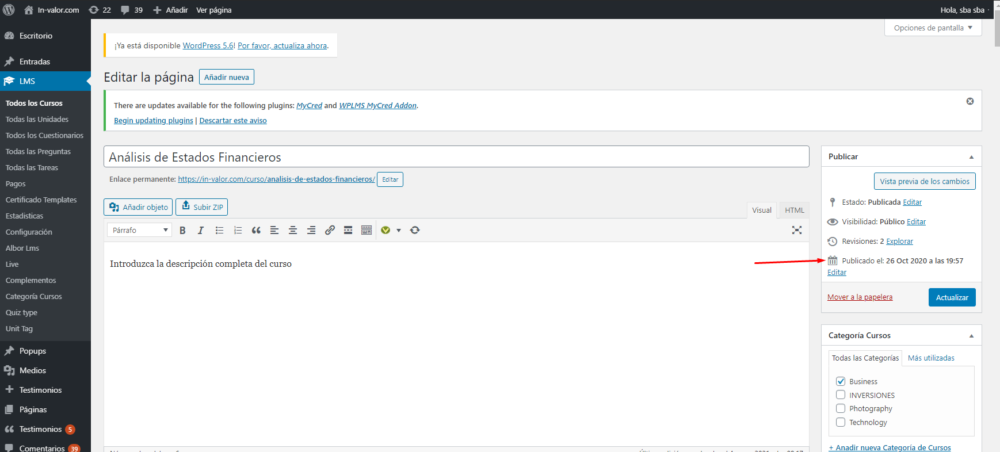 In-valor.com 22 39 Añadir Ver página Hola, sba sba
Opciones de pantalla
Escritorio
Entradas
LMS
Todos los Cursos
Todas las Unidades
Todos los Cuestionarios
Todas las Preguntas
Todas las Tareas
Pagos
Certificado Templates
Estadisticas
Configuración
Albor Lms
Live
Complementos
Categoría Cursos
Quiz type
Unit Tag
Popups
Medios
Testimonios
Páginas
Testimonios 5
Comentarios 39
¡Ya está disponible WordPress 5.6! Por favor, actualiza ahora.
Editar la página Añadir nueva
There are updates available for the following plugins: MyCred and WPLMS MyCred Addon.
Begin updating plugins | Descartar este aviso
Análisis de Estados Financieros
Enlace permanente: https://in-valor.com/curso/analisis-de-estados-financieros/ Editar
Añadir objeto Subir ZIP
Visual HTML
Párrafo B I
Introduzca la descripción completa del curso
Publicar
Vista previa de los cambios
Estado: Publicada Editar
Visibilidad: Público Editar
Revisiones: 2 Explorar
Publicado el: 26 Oct 2020 a las 19:57
Editar
Mover a la papelera Actualizar
Categoría Cursos
Todas las Categorías Más utilizadas
Business
INVERSIONES
Photography
Technology
+ Anadir nueva Categoría de Cursos